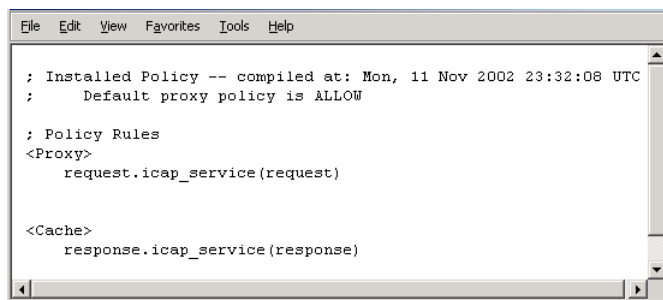 File Edit View Favorites Tools Help
; Installed Policy -- compiled at: Mon, 11 Nov 2002 23:32:08 UTC
;     Default proxy policy is ALLOW
; Policy Rules
<Proxy>
    request.icap_service(request)
<Cache>
    response.icap_service(response)